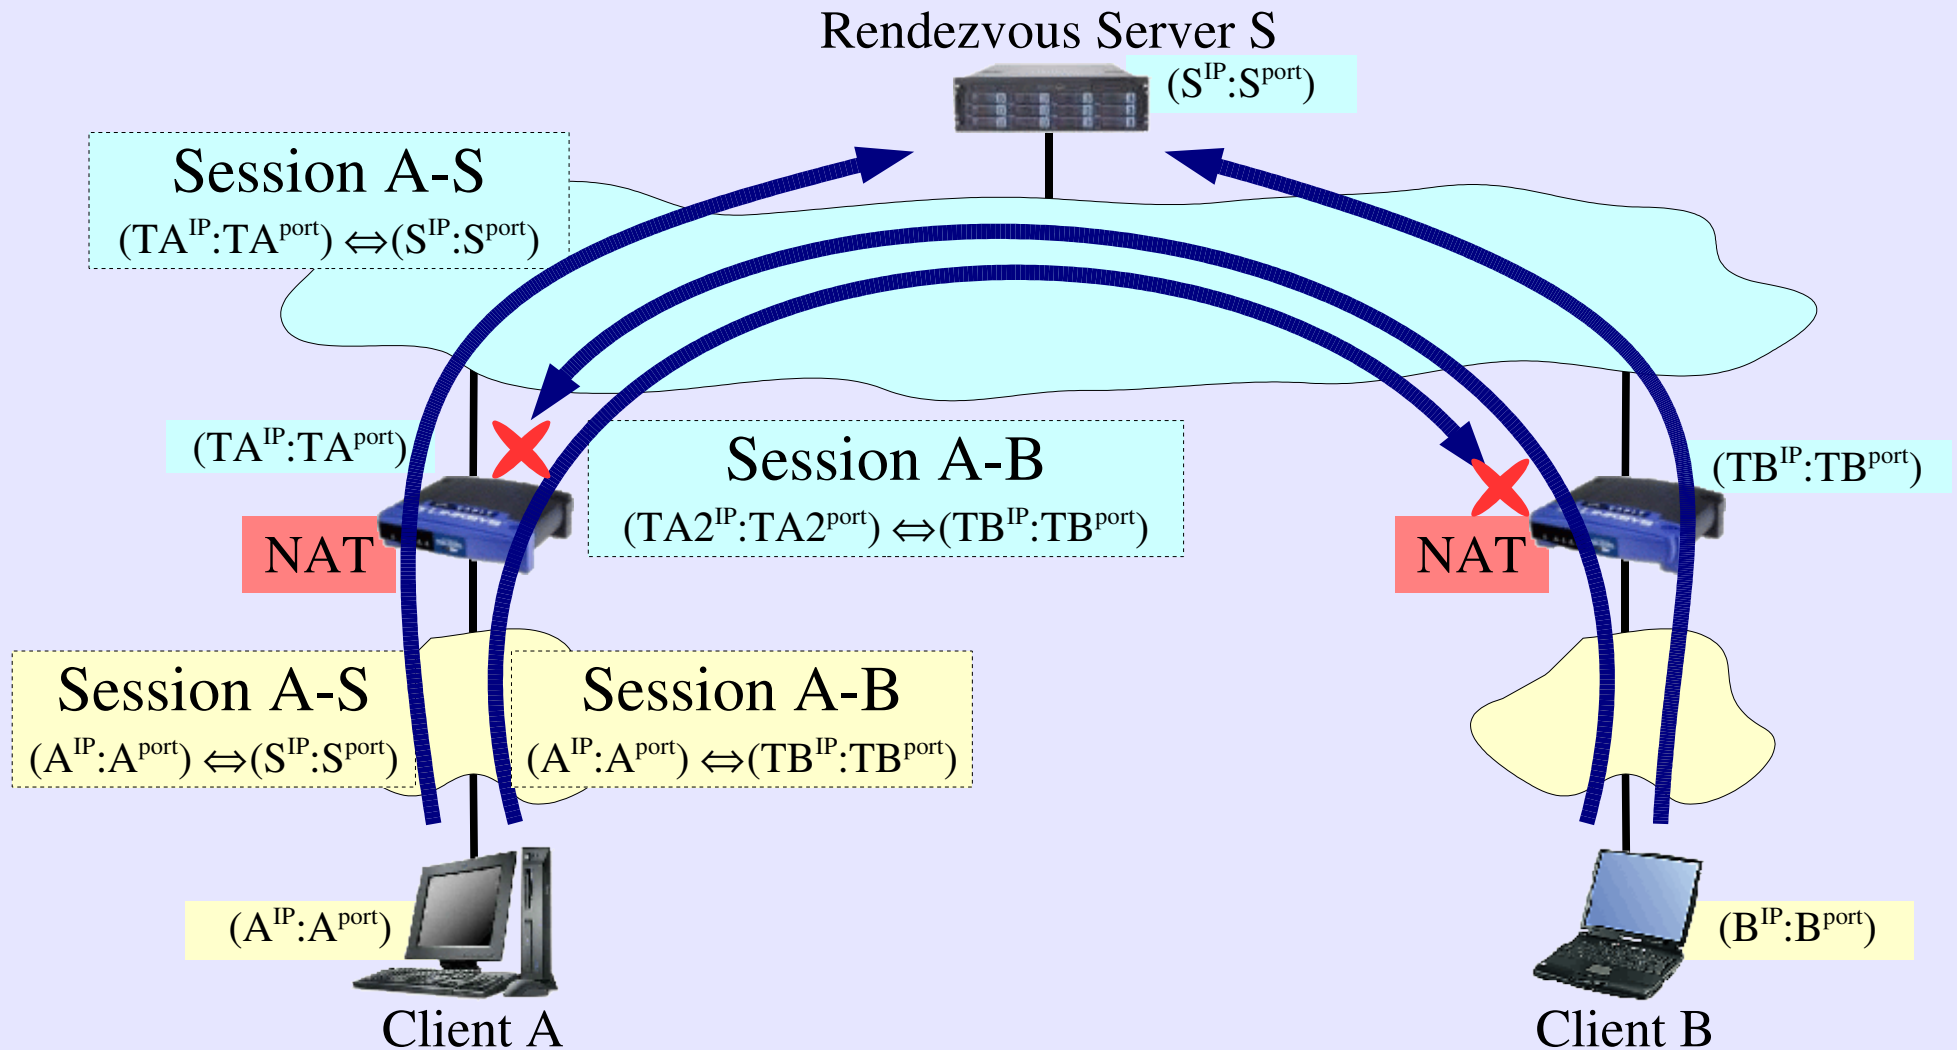 Rendezvous Server S
(S^IP:S^port)
Session A-S
(TA^IP:TA^port) ⇔(S^IP:S^port)
(TA^IP:TA^port)
Session A-B
(TA2^IP:TA2^port) ⇔(TB^IP:TB^port)
(TB^IP:TB^port)
LINKSYS
NAT
NAT
Session A-S
(A^IP:A^port) ⇔(S^IP:S^port)
Session A-B
(A^IP:A^port) ⇔(TB^IP:TB^port)
(A^IP:A^port)
(B^IP:B^port)
Client A
Client B